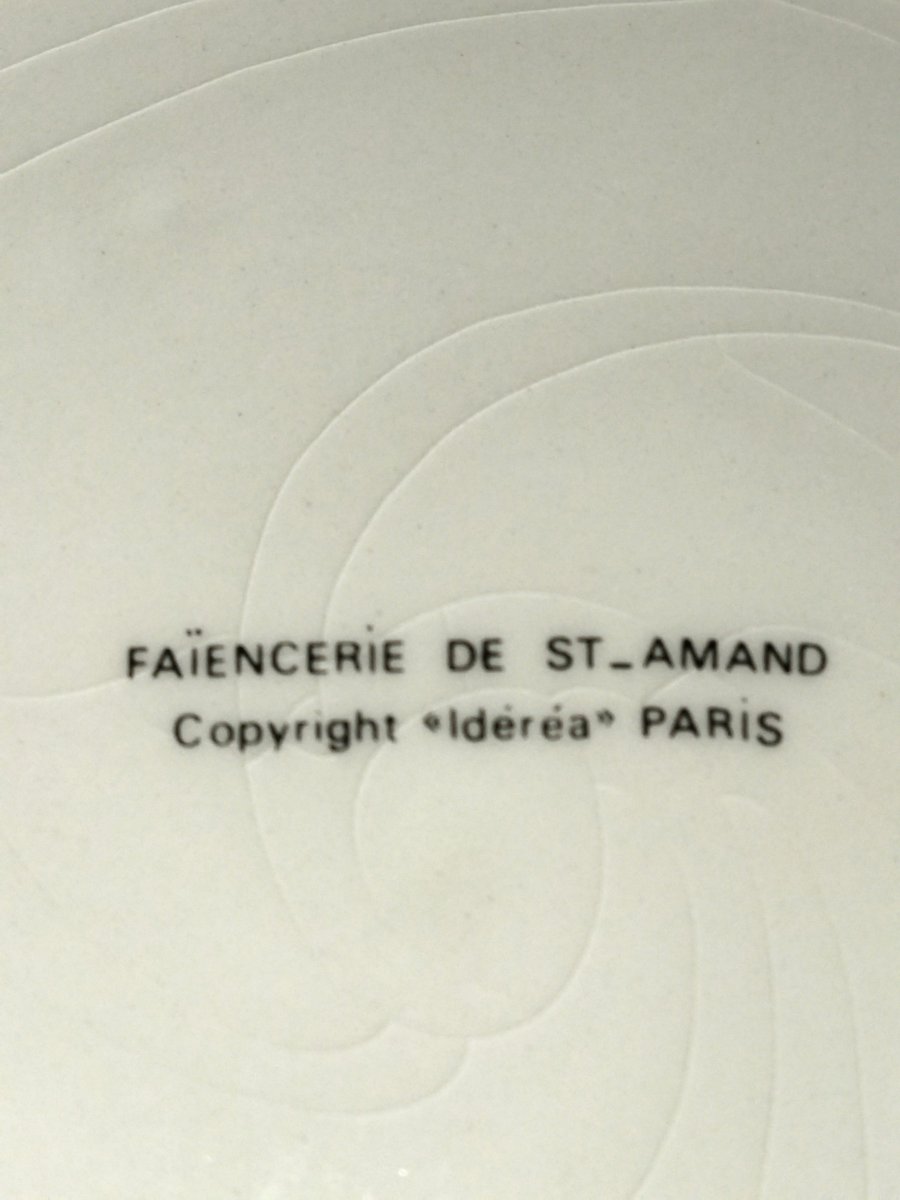 FAÏENCERiE DE ST_AMAND
Copyright «Idéréa» PARiS